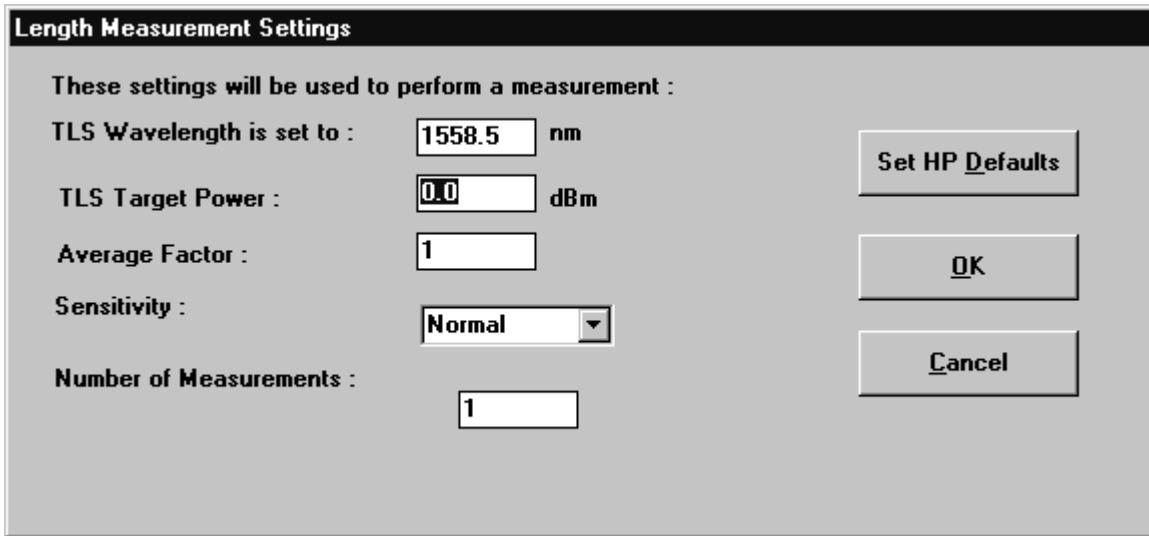 Length Measurement Settings
These settings will be used to perform a measurement :
TLS Wavelength is set to : 1558.5 nm
TLS Target Power : 0.0 dBm
Average Factor : 1
Sensitivity : Normal
Number of Measurements : 1
Set HP Defaults
OK
Cancel